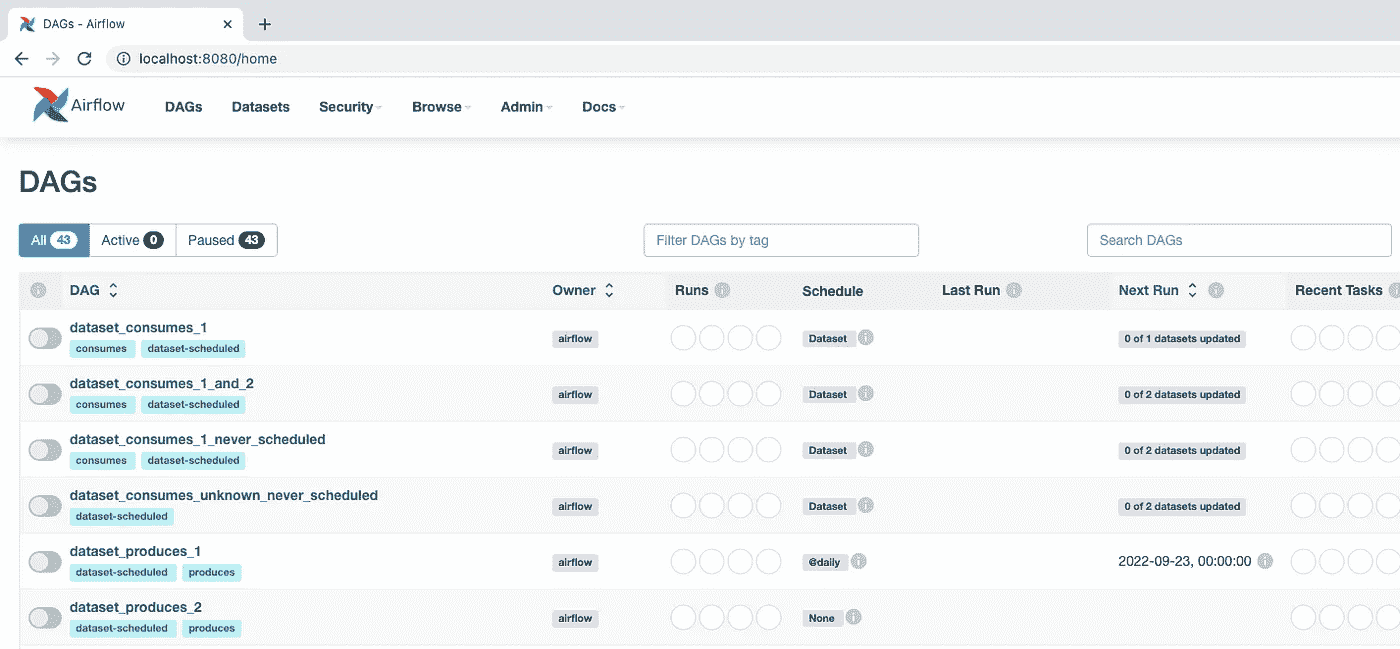 DAGs - Airflow
localhost:8080/home
Airflow DAGs Datasets Security Browse Admin Docs
DAGs
All 43 Active 0 Paused 43 Filter DAGs by tag Search DAGs
DAG Owner Runs Schedule Last Run Next Run Recent Tasks
dataset_consumes_1
consumes dataset-scheduled airflow Dataset 0 of 1 datasets updated
dataset_consumes_1_and_2
consumes dataset-scheduled airflow Dataset 0 of 2 datasets updated
dataset_consumes_1_never_scheduled
consumes dataset-scheduled airflow Dataset 0 of 2 datasets updated
dataset_consumes_unknown_never_scheduled
dataset-scheduled airflow Dataset 0 of 2 datasets updated
dataset_produces_1
dataset-scheduled produces airflow @daily 2022-09-23, 00:00:00
dataset_produces_2
dataset-scheduled produces airflow None